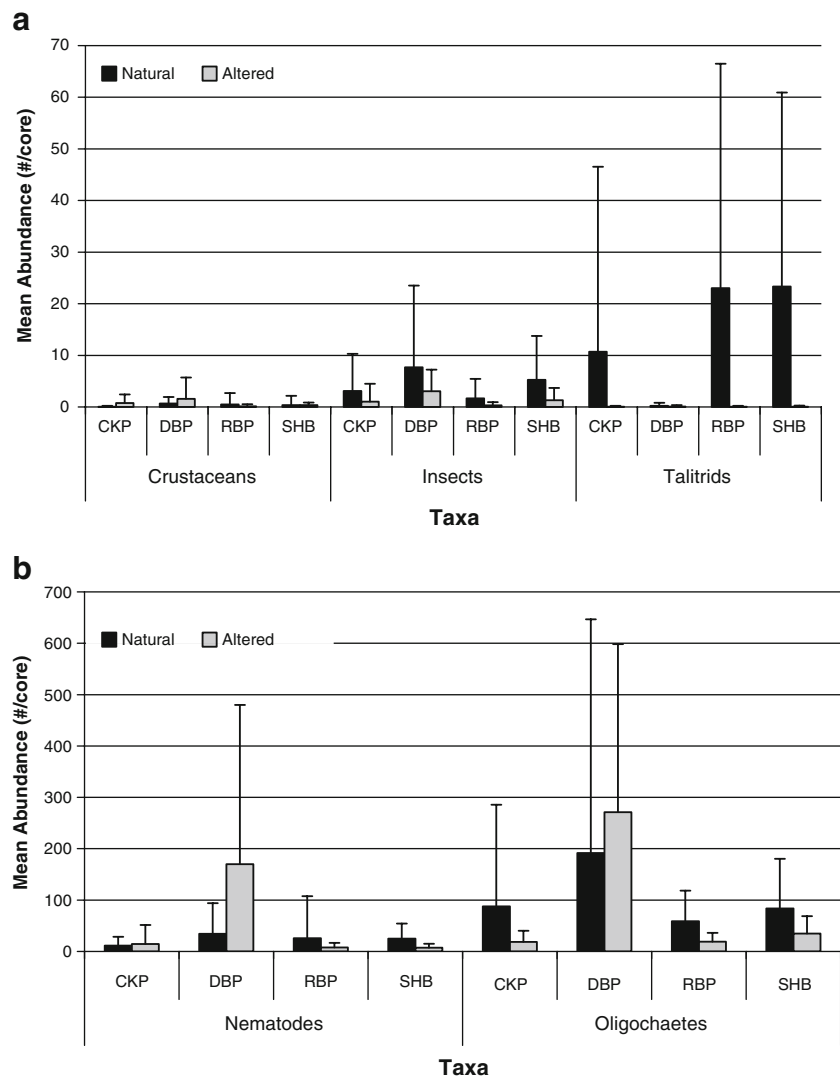 a
70
60
50
40
30
20
10
0
Mean Abundance (#/core)
Natural Altered
CKP DBP RBP SHB CKP DBP RBP SHB CKP DBP RBP SHB
Crustaceans Insects Talitrids
Taxa
b
700
600
500
400
300
200
100
0
Mean Abundance (#/core)
Natural Altered
CKP DBP RBP SHB CKP DBP RBP SHB
Nematodes Oligochaetes
Taxa